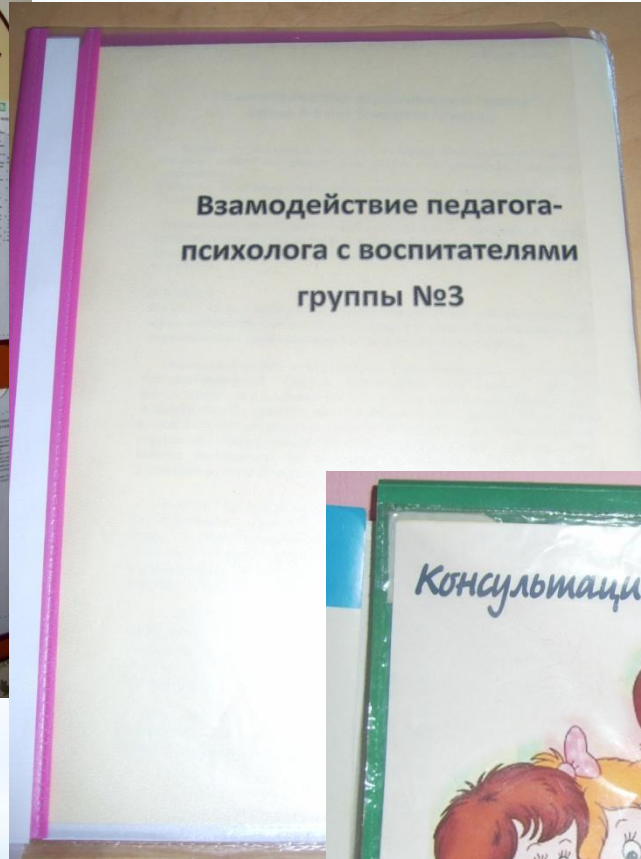 Взамодействие педагога-
психолога с воспитателями
группы №3
Консультаци